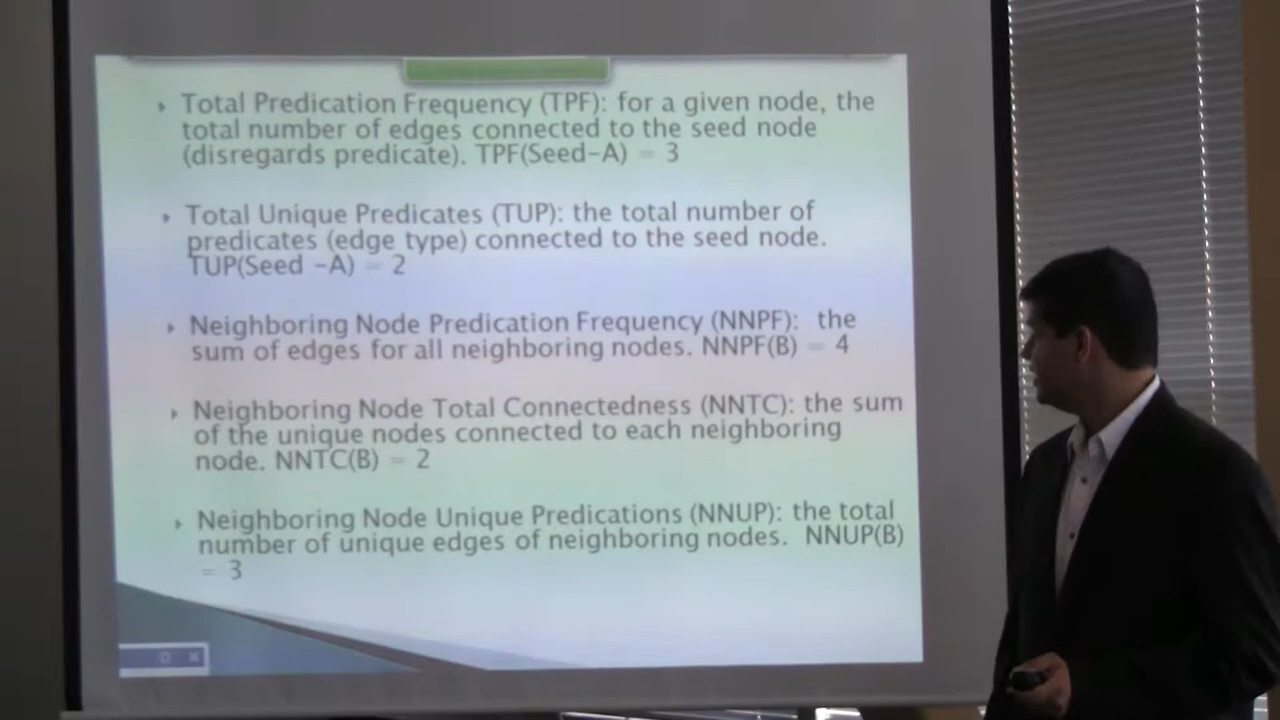 Total Predication Frequency (TPF): for a given node, the
total number of edges connected to the seed node
(disregards predicate). TPF(Seed-A) = 3
Total Unique Predicates (TUP): the total number of
predicates (edge type) connected to the seed node.
TUP(Seed -A) = 2
Neighboring Node Predication Frequency (NNPF): the
sum of edges for all neighboring nodes. NNPF(B) = 4
Neighboring Node Total Connectedness (NNTC): the sum
of the unique nodes connected to each neighboring
node. NNTC(B) = 2
Neighboring Node Unique Predications (NNUP): the total
number of unique edges of neighboring nodes. NNUP(B)
= 3